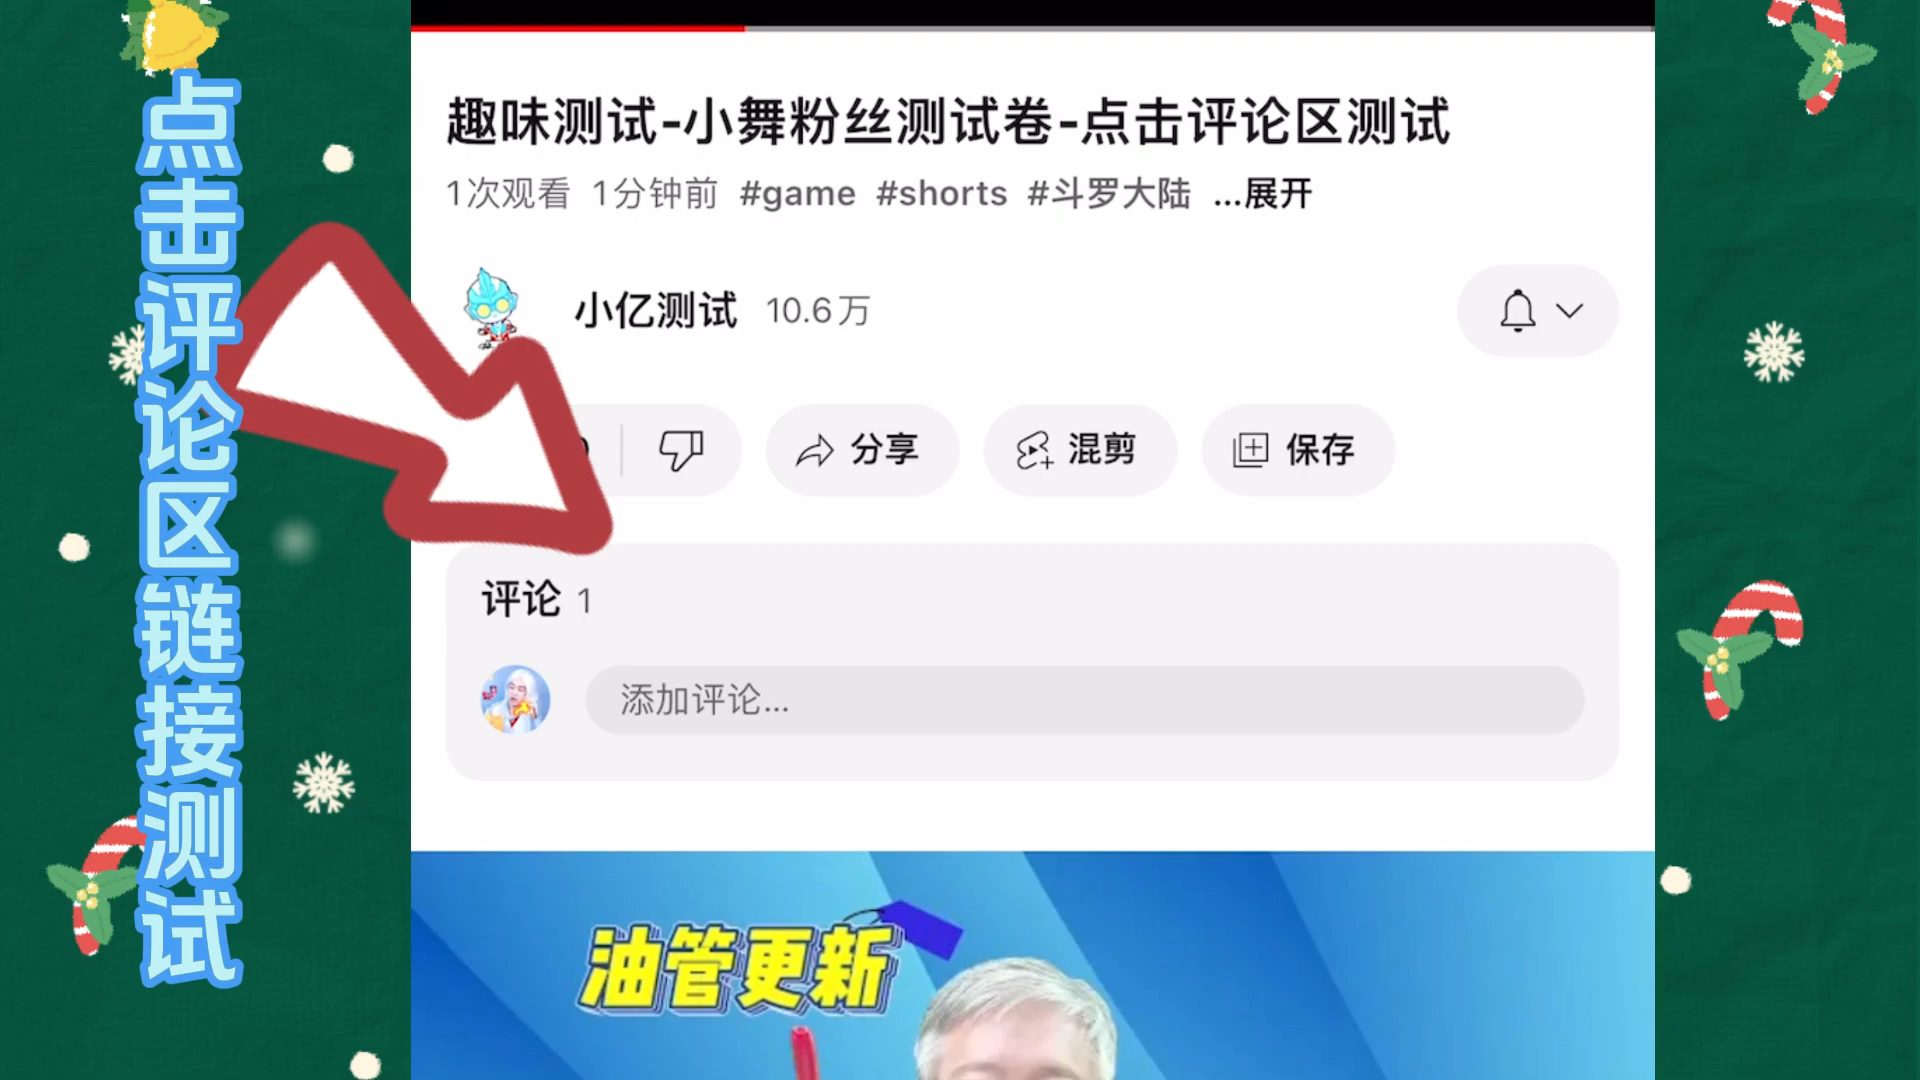 点击评论区链接测试
趣味测试-小舞粉丝测试卷-点击评论区测试
1次观看 1分钟前 #game #shorts #斗罗大陆 ...展开
小亿测试 10.6万
分享 混剪 保存
评论 1
添加评论...
油管更新